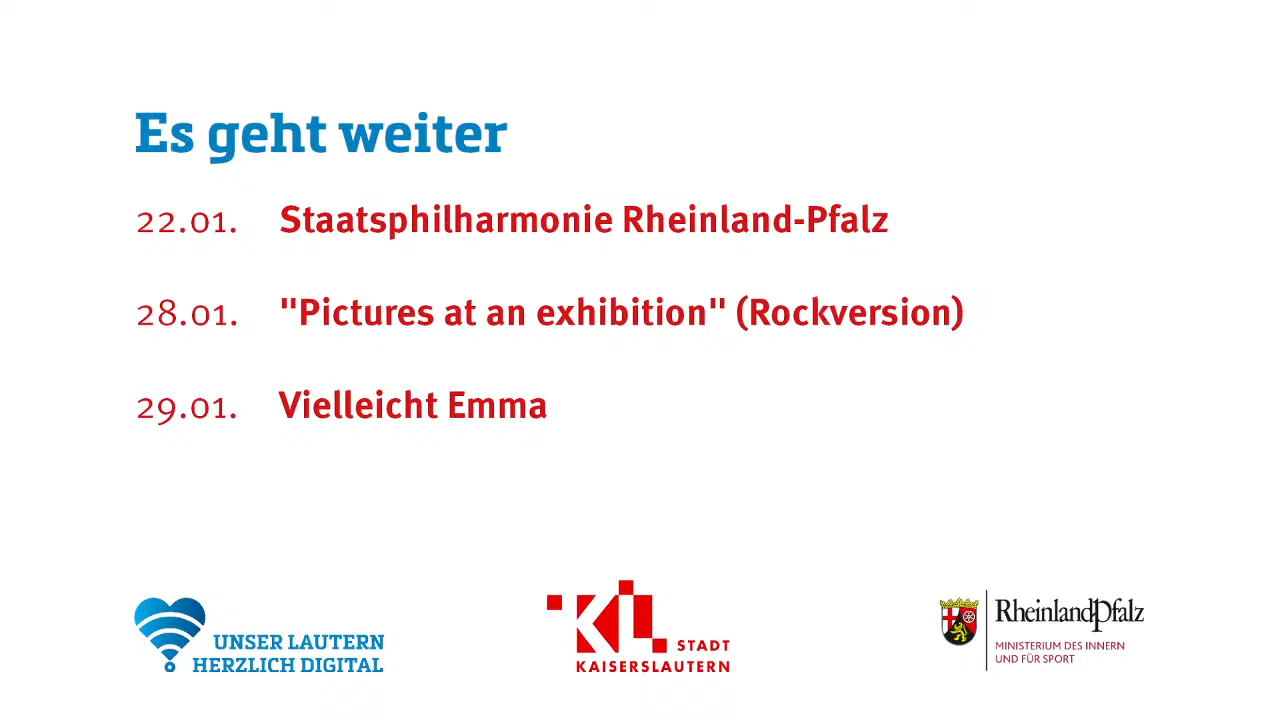 Es geht weiter
22.01. Staatsphilharmonie Rheinland-Pfalz
28.01. "Pictures at an exhibition" (Rockversion)
29.01. Vielleicht Emma
UNSER LAUTERN
HERZLICH DIGITAL
KL STADT
KAISERSLAUTERN
RheinlandPfalz
MINISTERIUM DES INNERN
UND FÜR SPORT